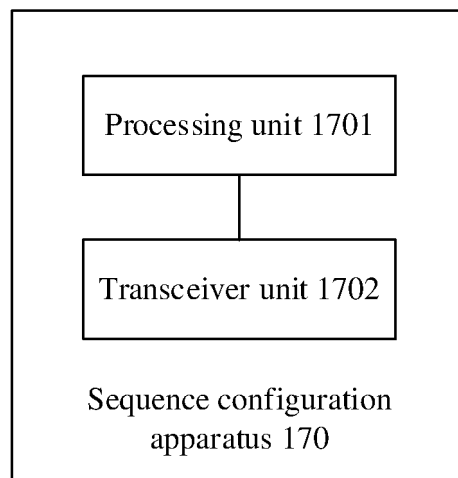 Processing unit 1701
Transceiver unit 1702
Sequence configuration
apparatus 170